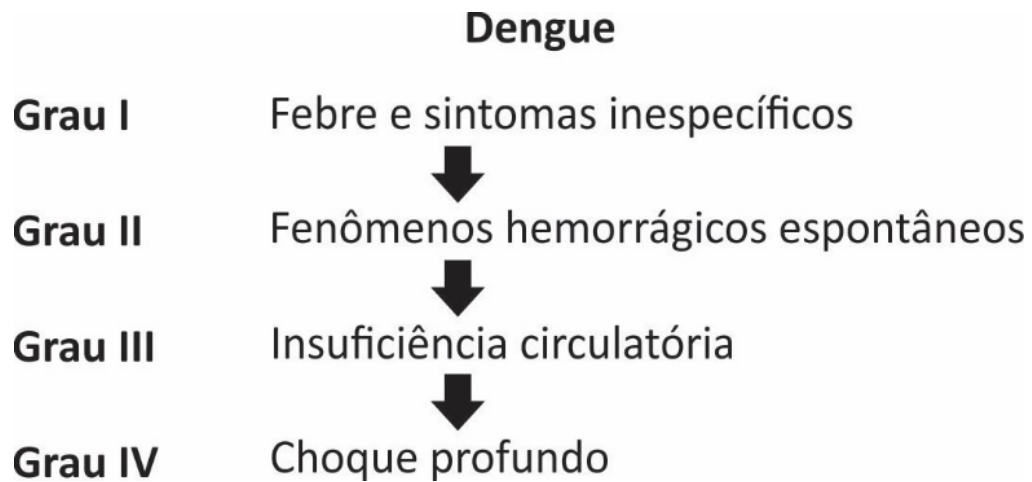 Dengue
Grau I Febre e sintomas inespecíficos
Grau II Fenômenos hemorrágicos espontâneos
Grau III Insuficiência circulatória
Grau IV Choque profundo